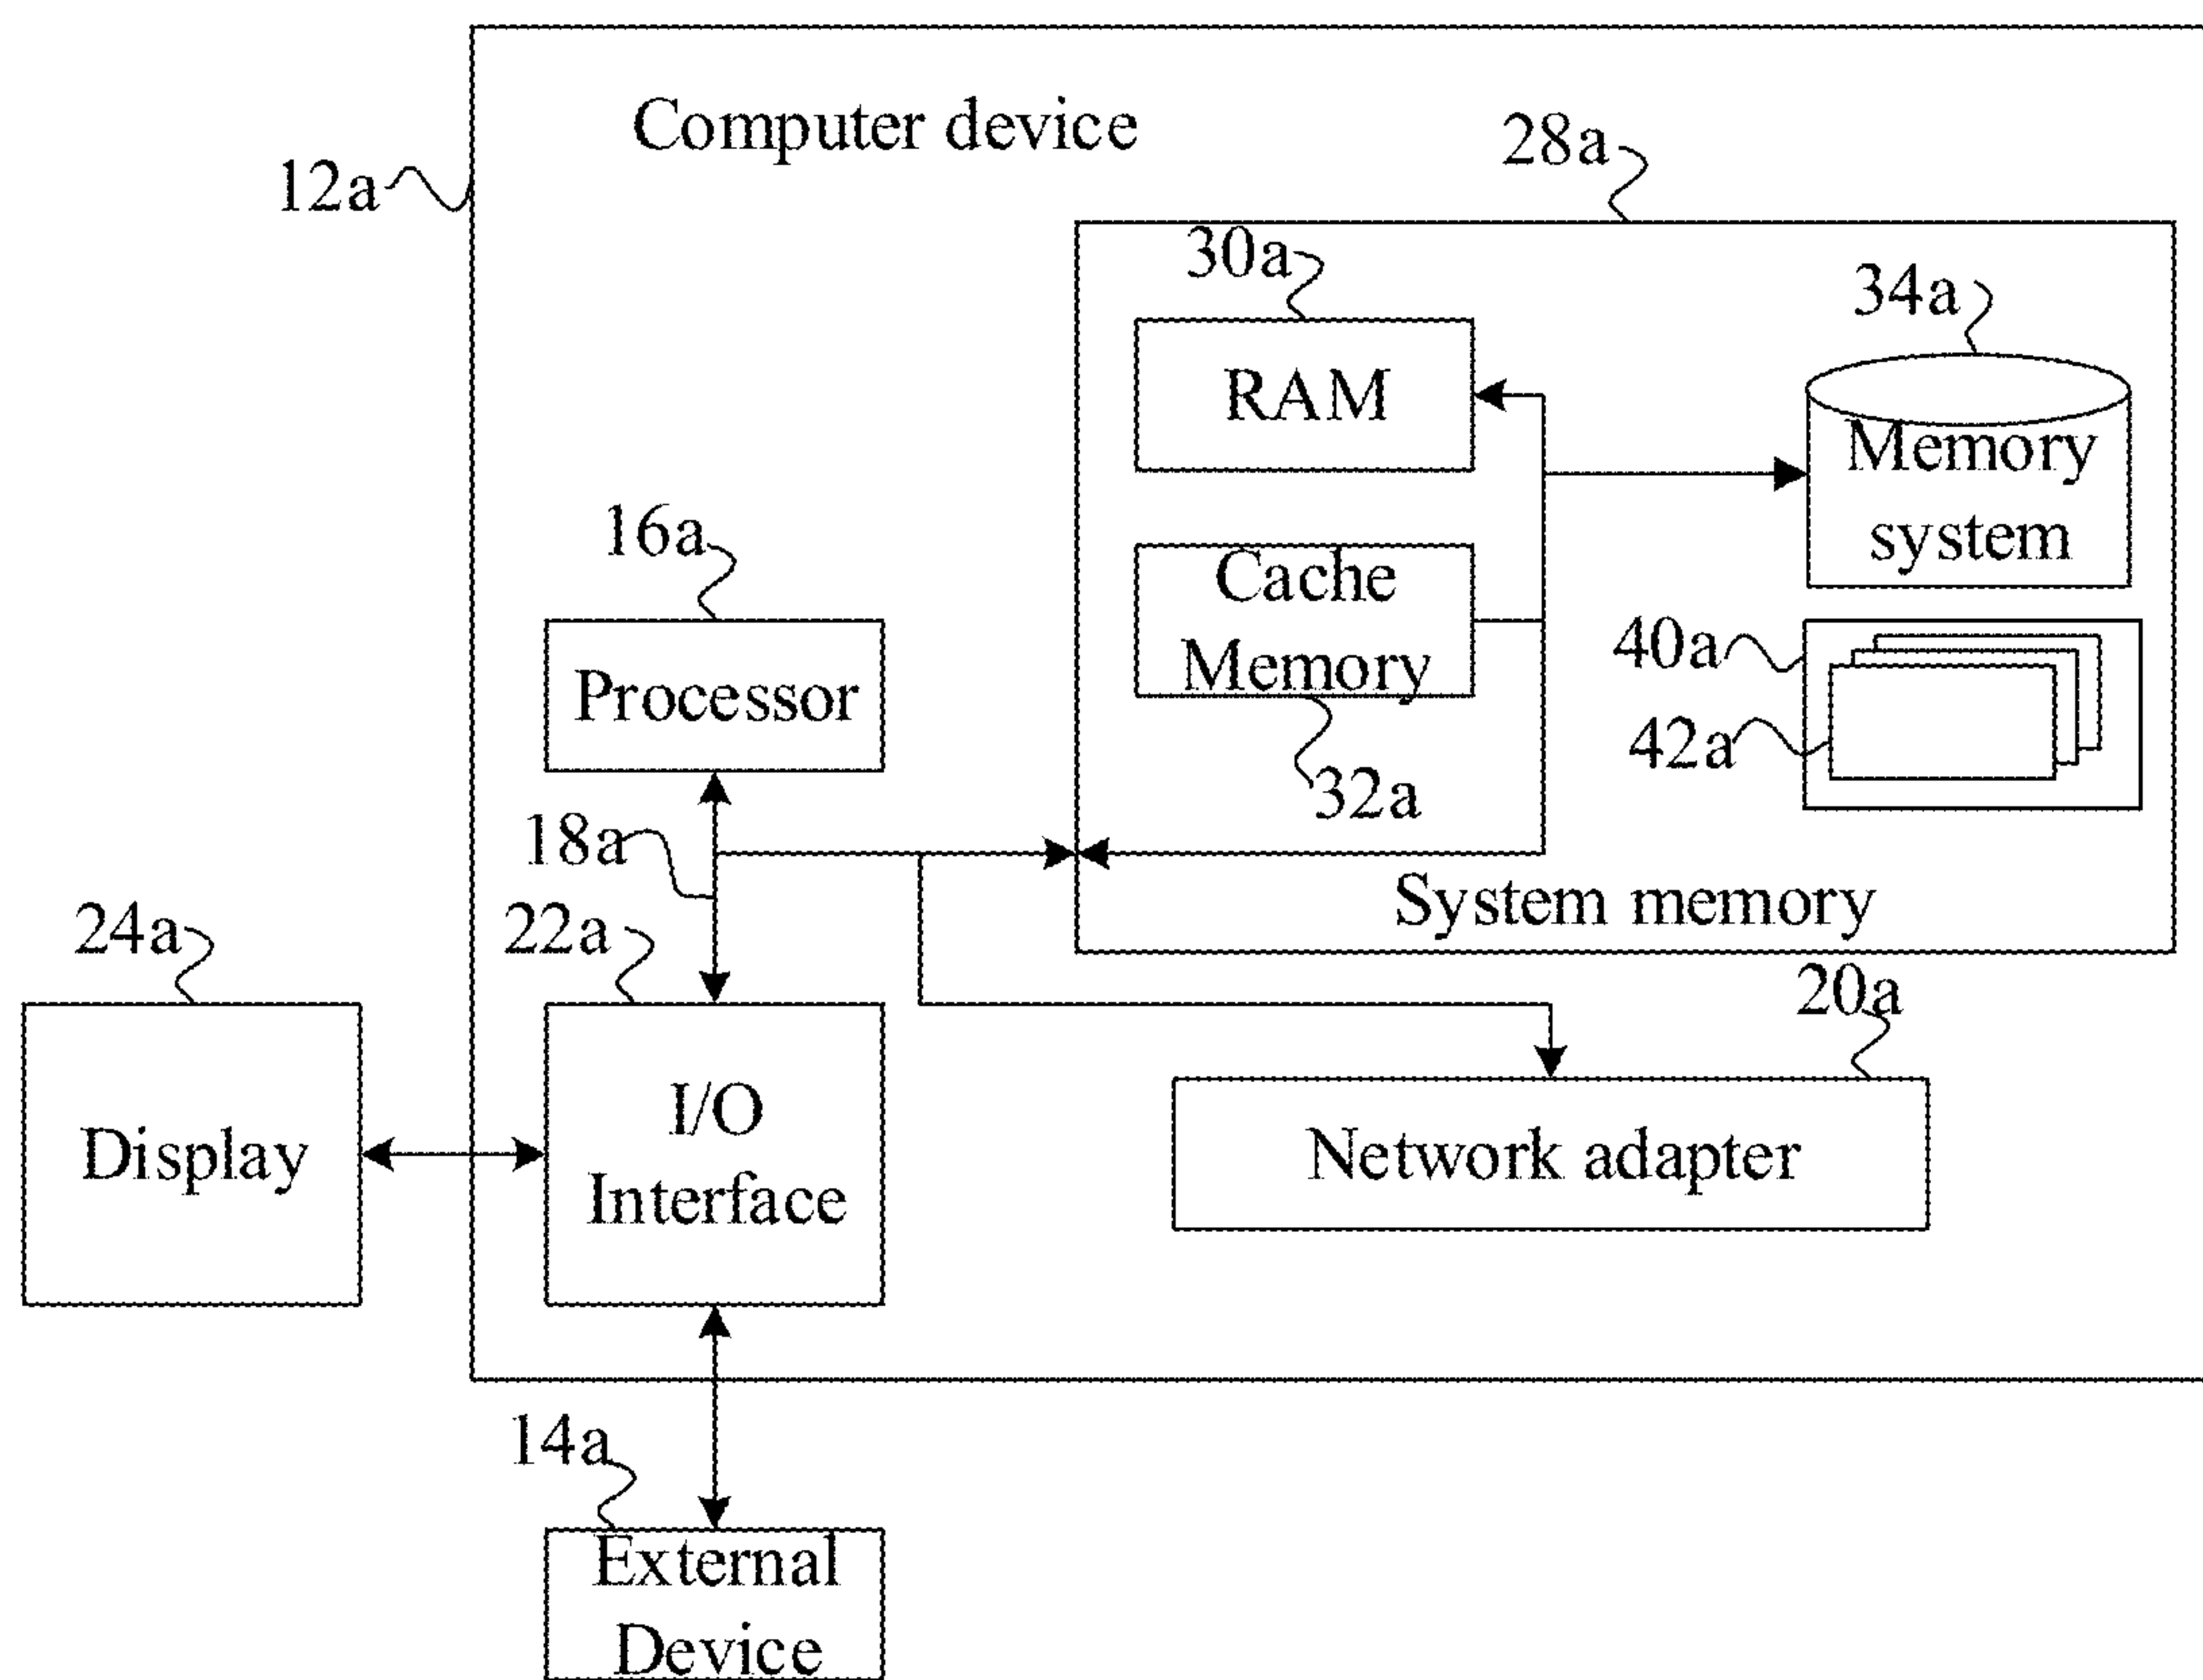 Computer device
12a
28a
30a
34a
RAM
Memory
system
16a
Cache
Memory
40a
Processor
42a
32a
18a
System memory
24a
22a
20a
Display
I/O
Interface
Network adapter
14a
External
Device